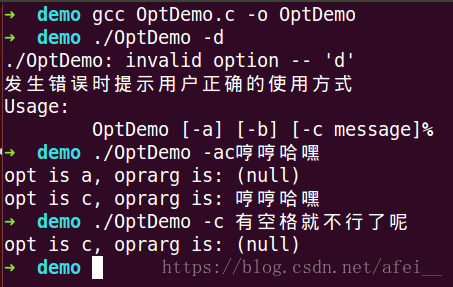 ➜  demo gcc OptDemo.c -o OptDemo
➜  demo ./OptDemo -d
./OptDemo: invalid option -- 'd'
发生错误时提示用户正确的使用方式
Usage:
        OptDemo [-a] [-b] [-c message]%
➜  demo ./OptDemo -ac哼哼哈嘿
opt is a, oprarg is: (null)
opt is c, oprarg is: 哼哼哈嘿
➜  demo ./OptDemo -c 有空格就不行了呢
opt is c, oprarg is: (null)
➜  demo
https://blog.csdn.net/afei__